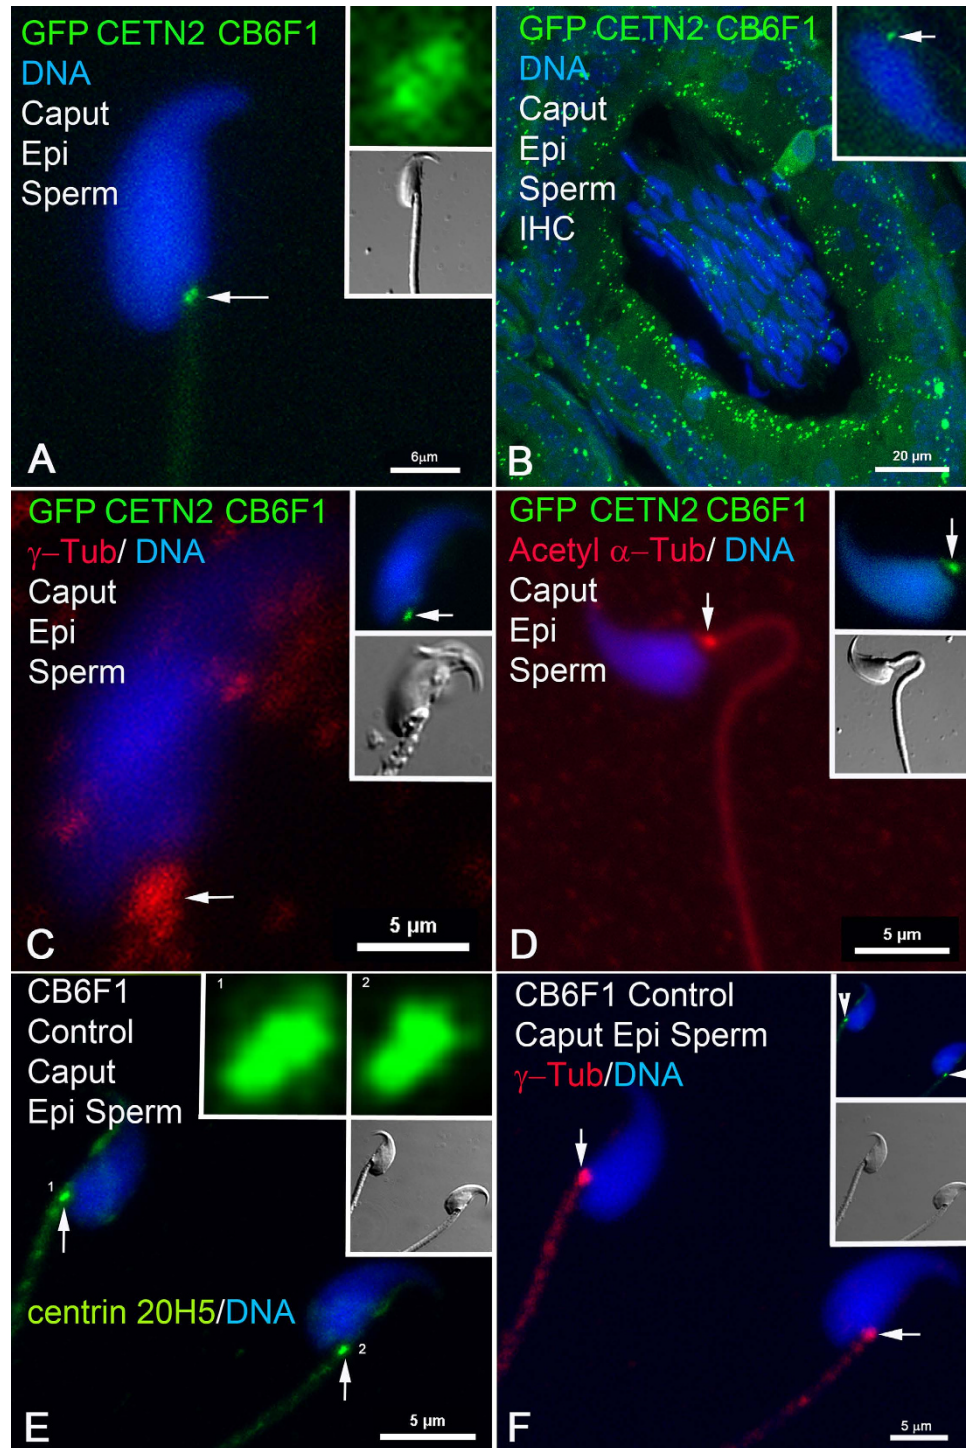 GFP CETN2 CB6F1
DNA
Caput
Epi
Sperm
A
6μm
GFP CETN2 CB6F1
DNA
Caput
Epi
Sperm
IHC
B
20 μm
GFP CETN2 CB6F1
γ–Tub/ DNA
Caput
Epi
Sperm
C
5 μm
GFP CETN2 CB6F1
Acetyl α–Tub/ DNA
Caput
Epi
Sperm
D
5 μm
CB6F1
Control
Caput
Epi Sperm
1
2
1
centrin 20H5/DNA
2
E
5 μm
CB6F1 Control
Caput Epi Sperm
γ–Tub/DNA
F
5 μm